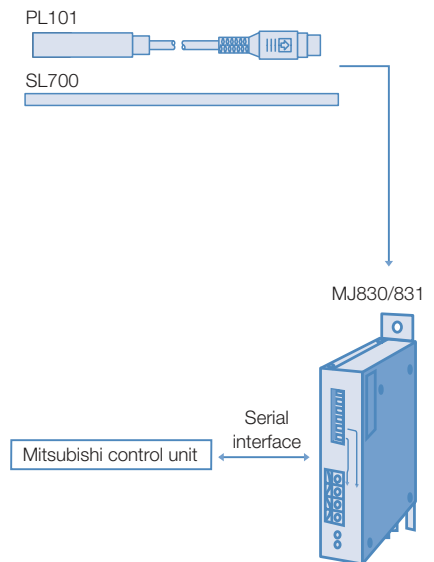 PL101
SL700
MJ830/831
Serial
interface
Mitsubishi control unit